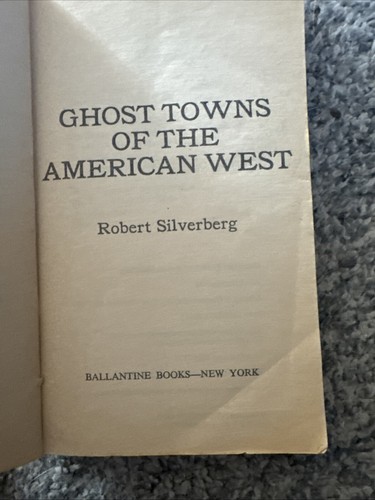 GHOST TOWNS
OF THE
AMERICAN WEST
Robert Silverberg
BALLANTINE BOOKS—NEW YORK